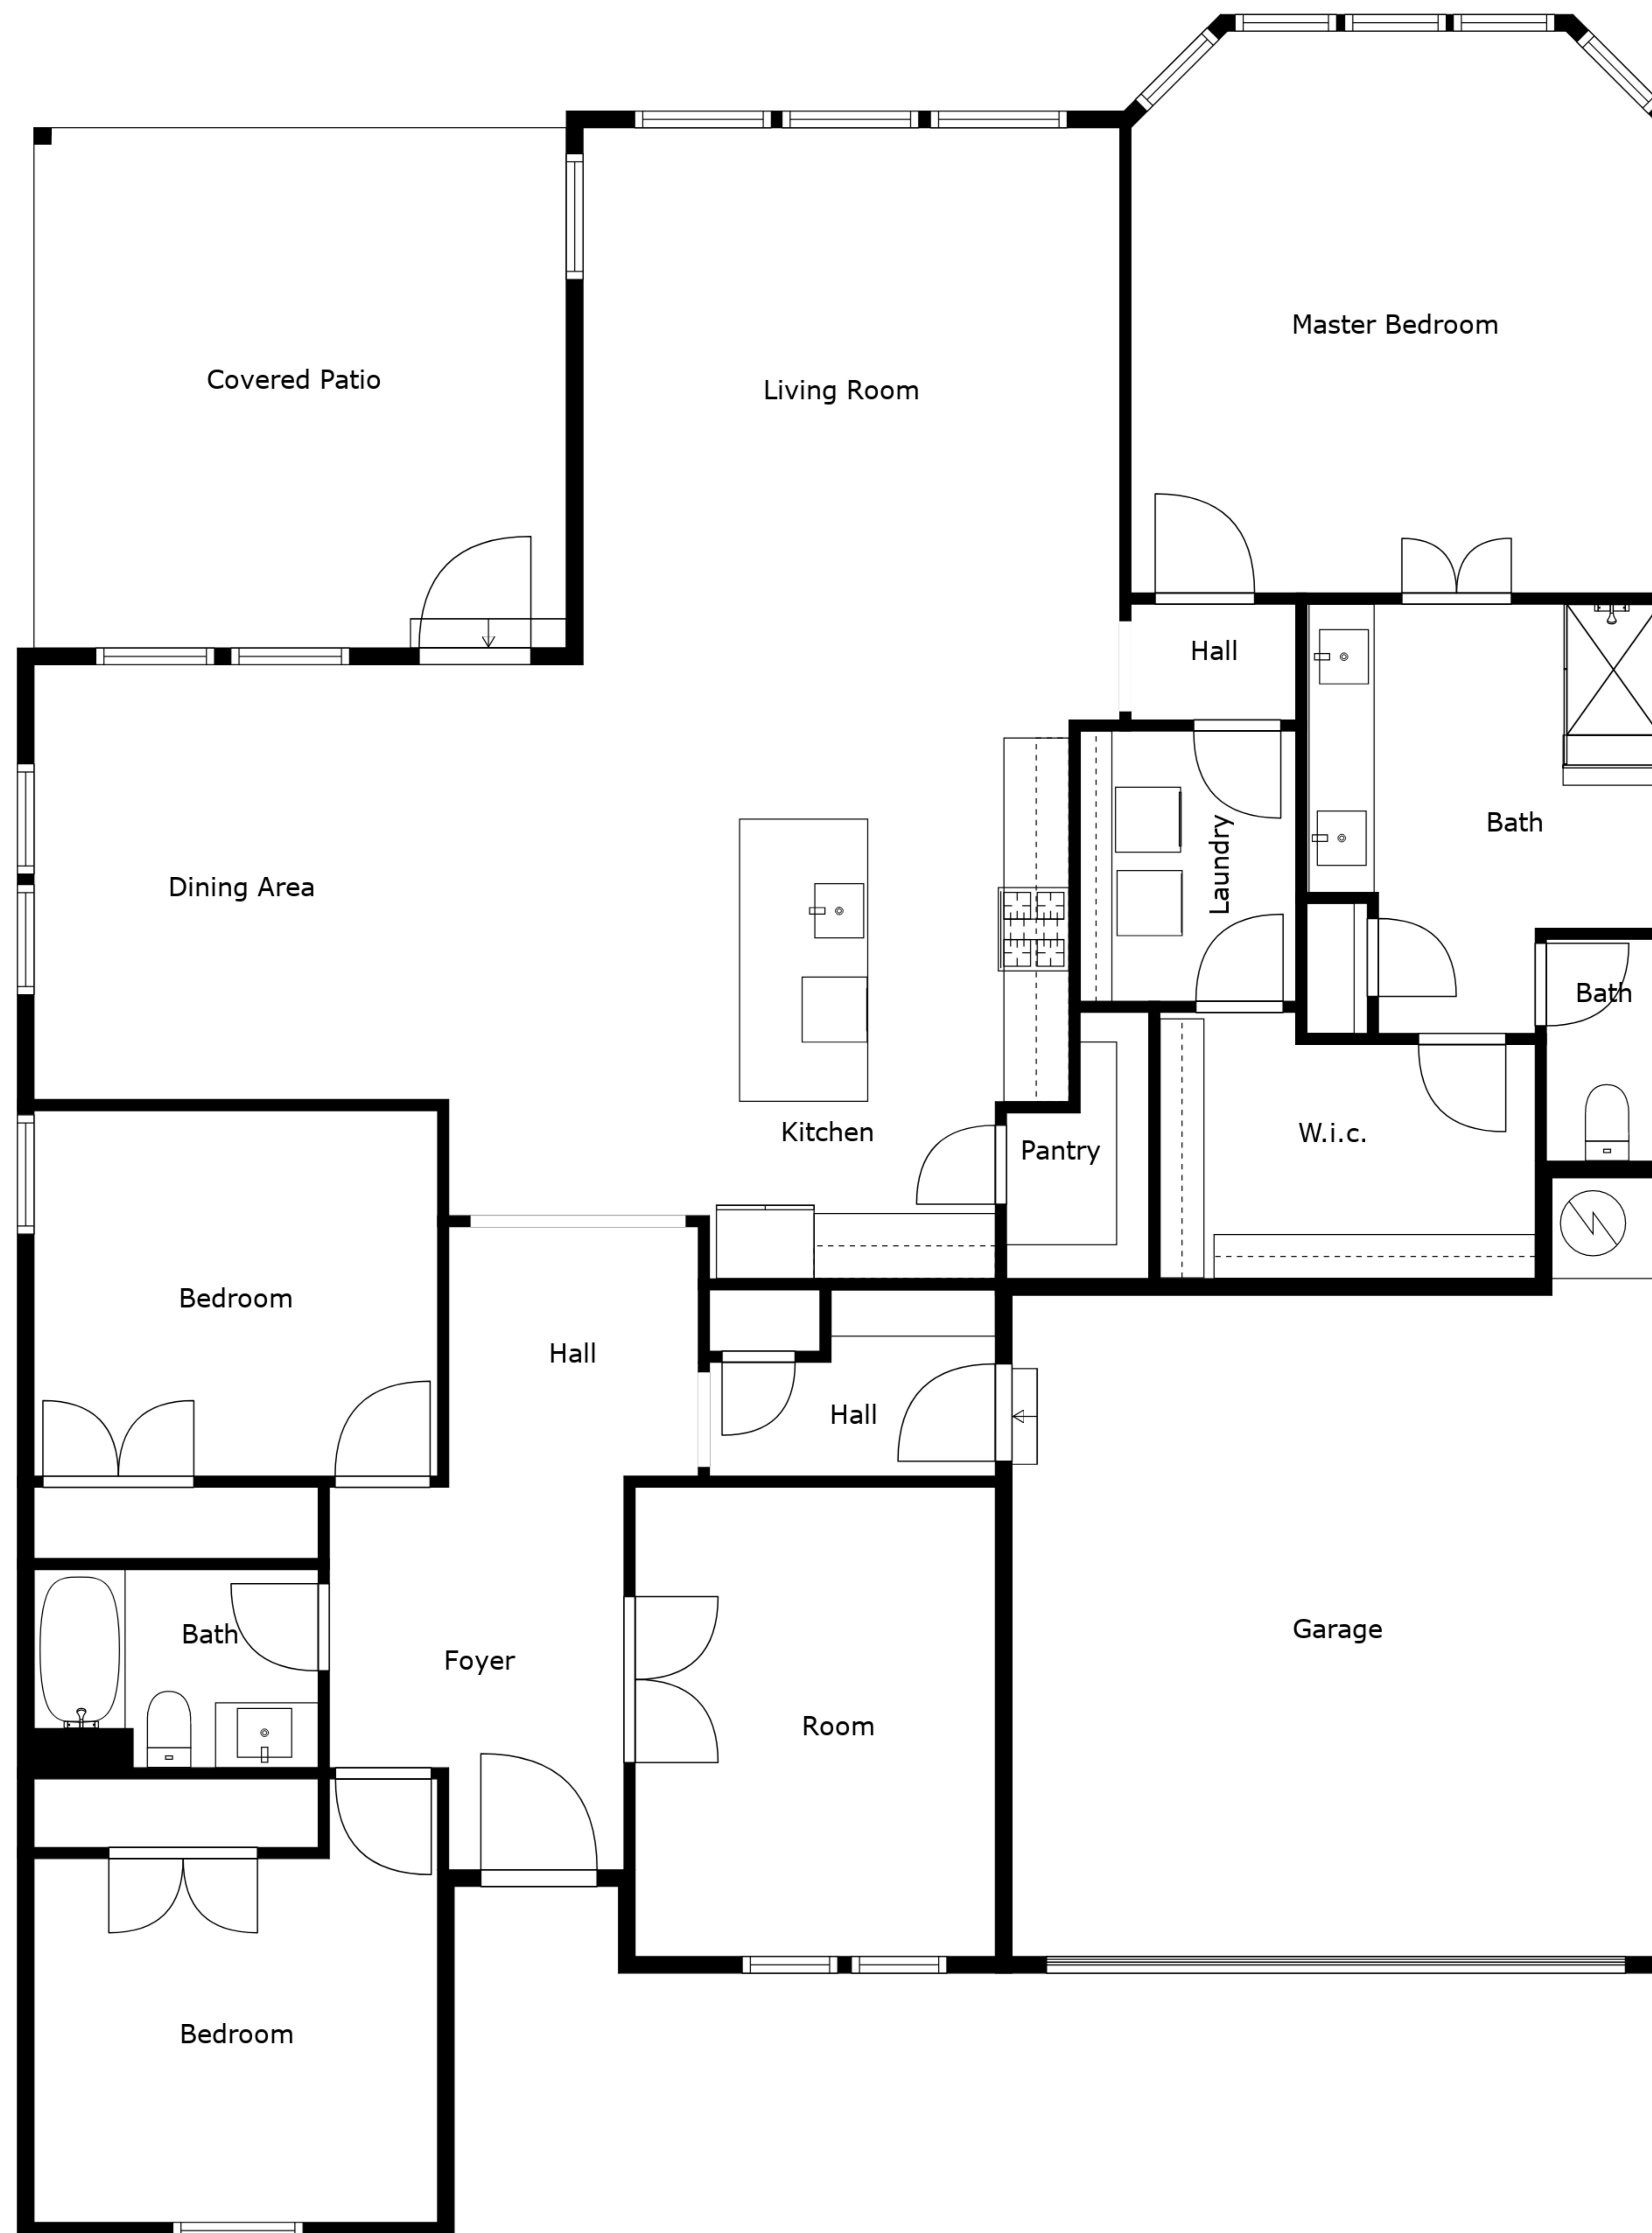 Master Bedroom
Covered Patio
Living Room
Hall
Bath
Laundry
Dining Area
Bath
Kitchen
W.i.c.
Pantry
Bedroom
Hall
Hall
Garage
Bath
Foyer
Room
Bedroom